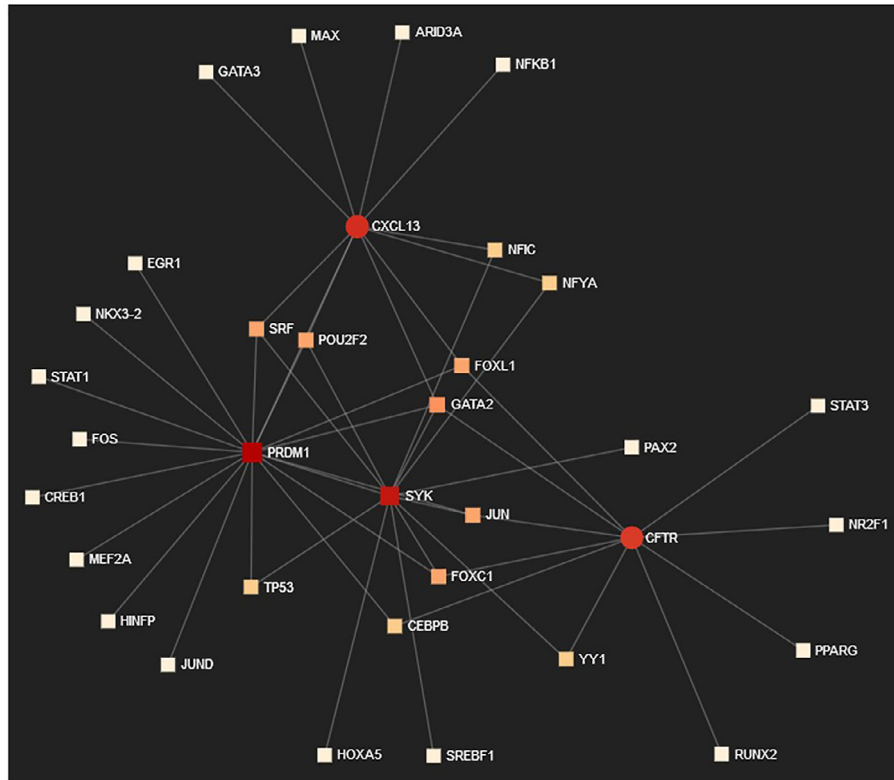 ARID3A
MAX
NFKB1
GATA3
CXCL13
NFIC
EGR1
NFYA
NKX3-2
SRF
POU2F2
FOXL1
STAT1
GATA2
STAT3
FOS
PAX2
PRDM1
CREB1
SYK
JUN
NR2F1
CFTR
MEF2A
FOXC1
TP53
HINFP
CEBPB
PPARG
YY1
JUND
HOXA5
SREBF1
RUNX2